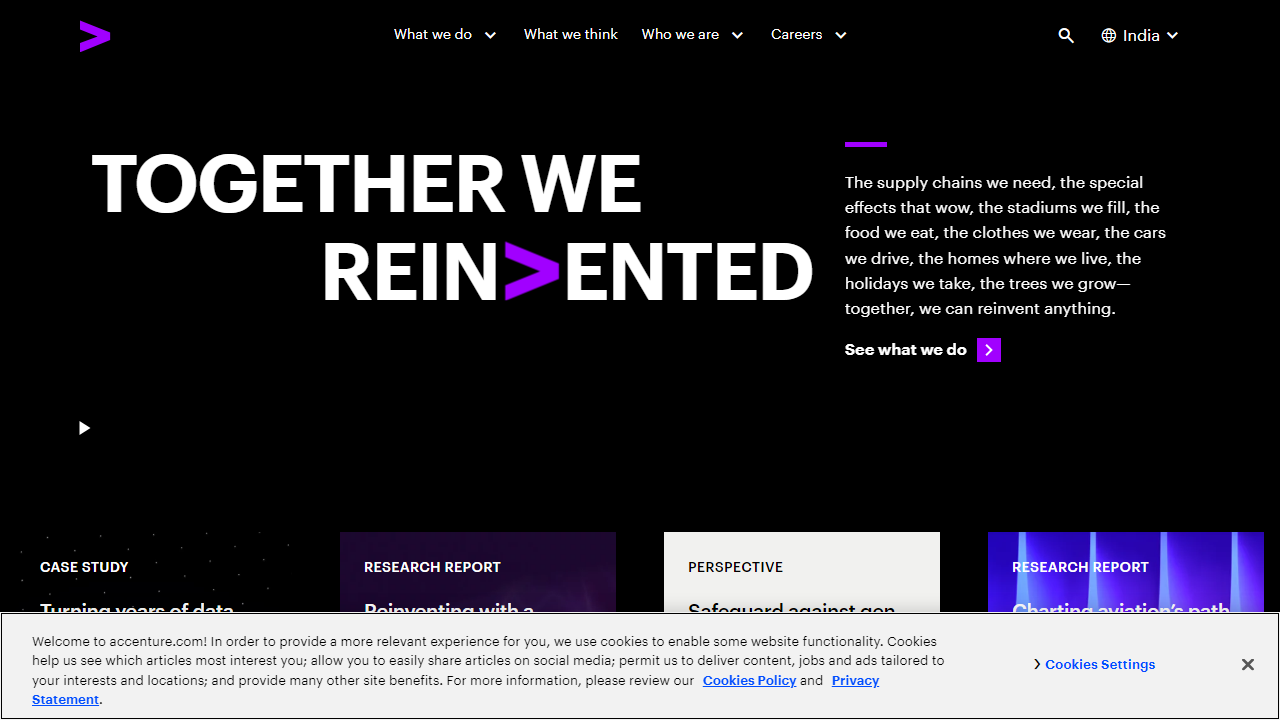 What we do
What we think
Who we are
Careers
India
TOGETHER WE
REIN>ENTED
The supply chains we need, the special
effects that wow, the stadiums we fill, the
food we eat, the clothes we wear, the cars
we drive, the homes where we live, the
holidays we take, the trees we grow—
together, we can reinvent anything.
See what we do
CASE STUDY
Turning years of data
RESEARCH REPORT
Reinventing with a
PERSPECTIVE
Safeguard against gen
RESEARCH REPORT
Charting aviation's path
Welcome to accenture.com! In order to provide a more relevant experience for you, we use cookies to enable some website functionality. Cookies
help us see which articles most interest you; allow you to easily share articles on social media; permit us to deliver content, jobs and ads tailored to
your interests and locations; and provide many other site benefits. For more information, please review our Cookies Policy and Privacy
Statement.
Cookies Settings